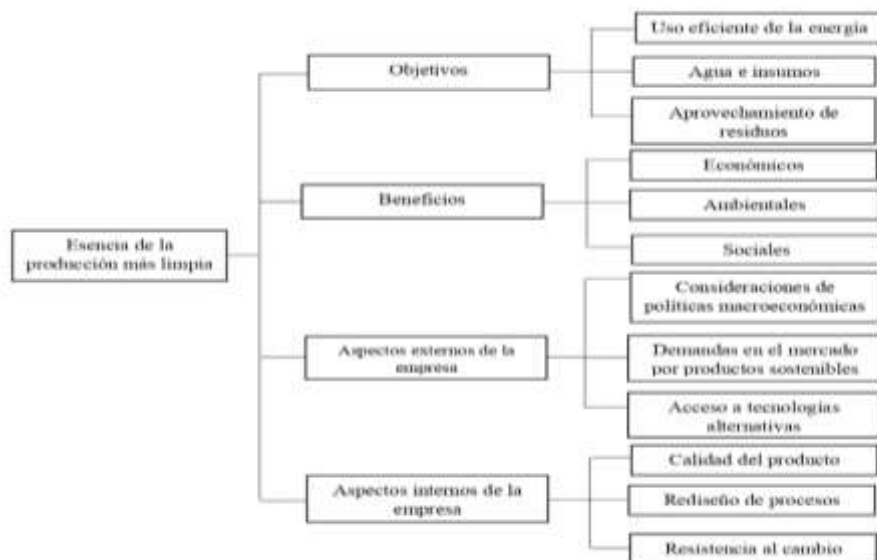 Esencia de la
producción más limpia
Objetivos
Uso eficiente de la energía
Agua e insumos
Aprovechamiento de
residuos
Beneficios
Económicos
Ambientales
Sociales
Aspectos externos de la
empresa
Consideraciones de
políticas macroeconómicas
Demandas en el mercado
por productos sostenibles
Acceso a tecnologías
alternativas
Aspectos internos de la
empresa
Calidad del producto
Rediseño de procesos
Resistencia al cambio